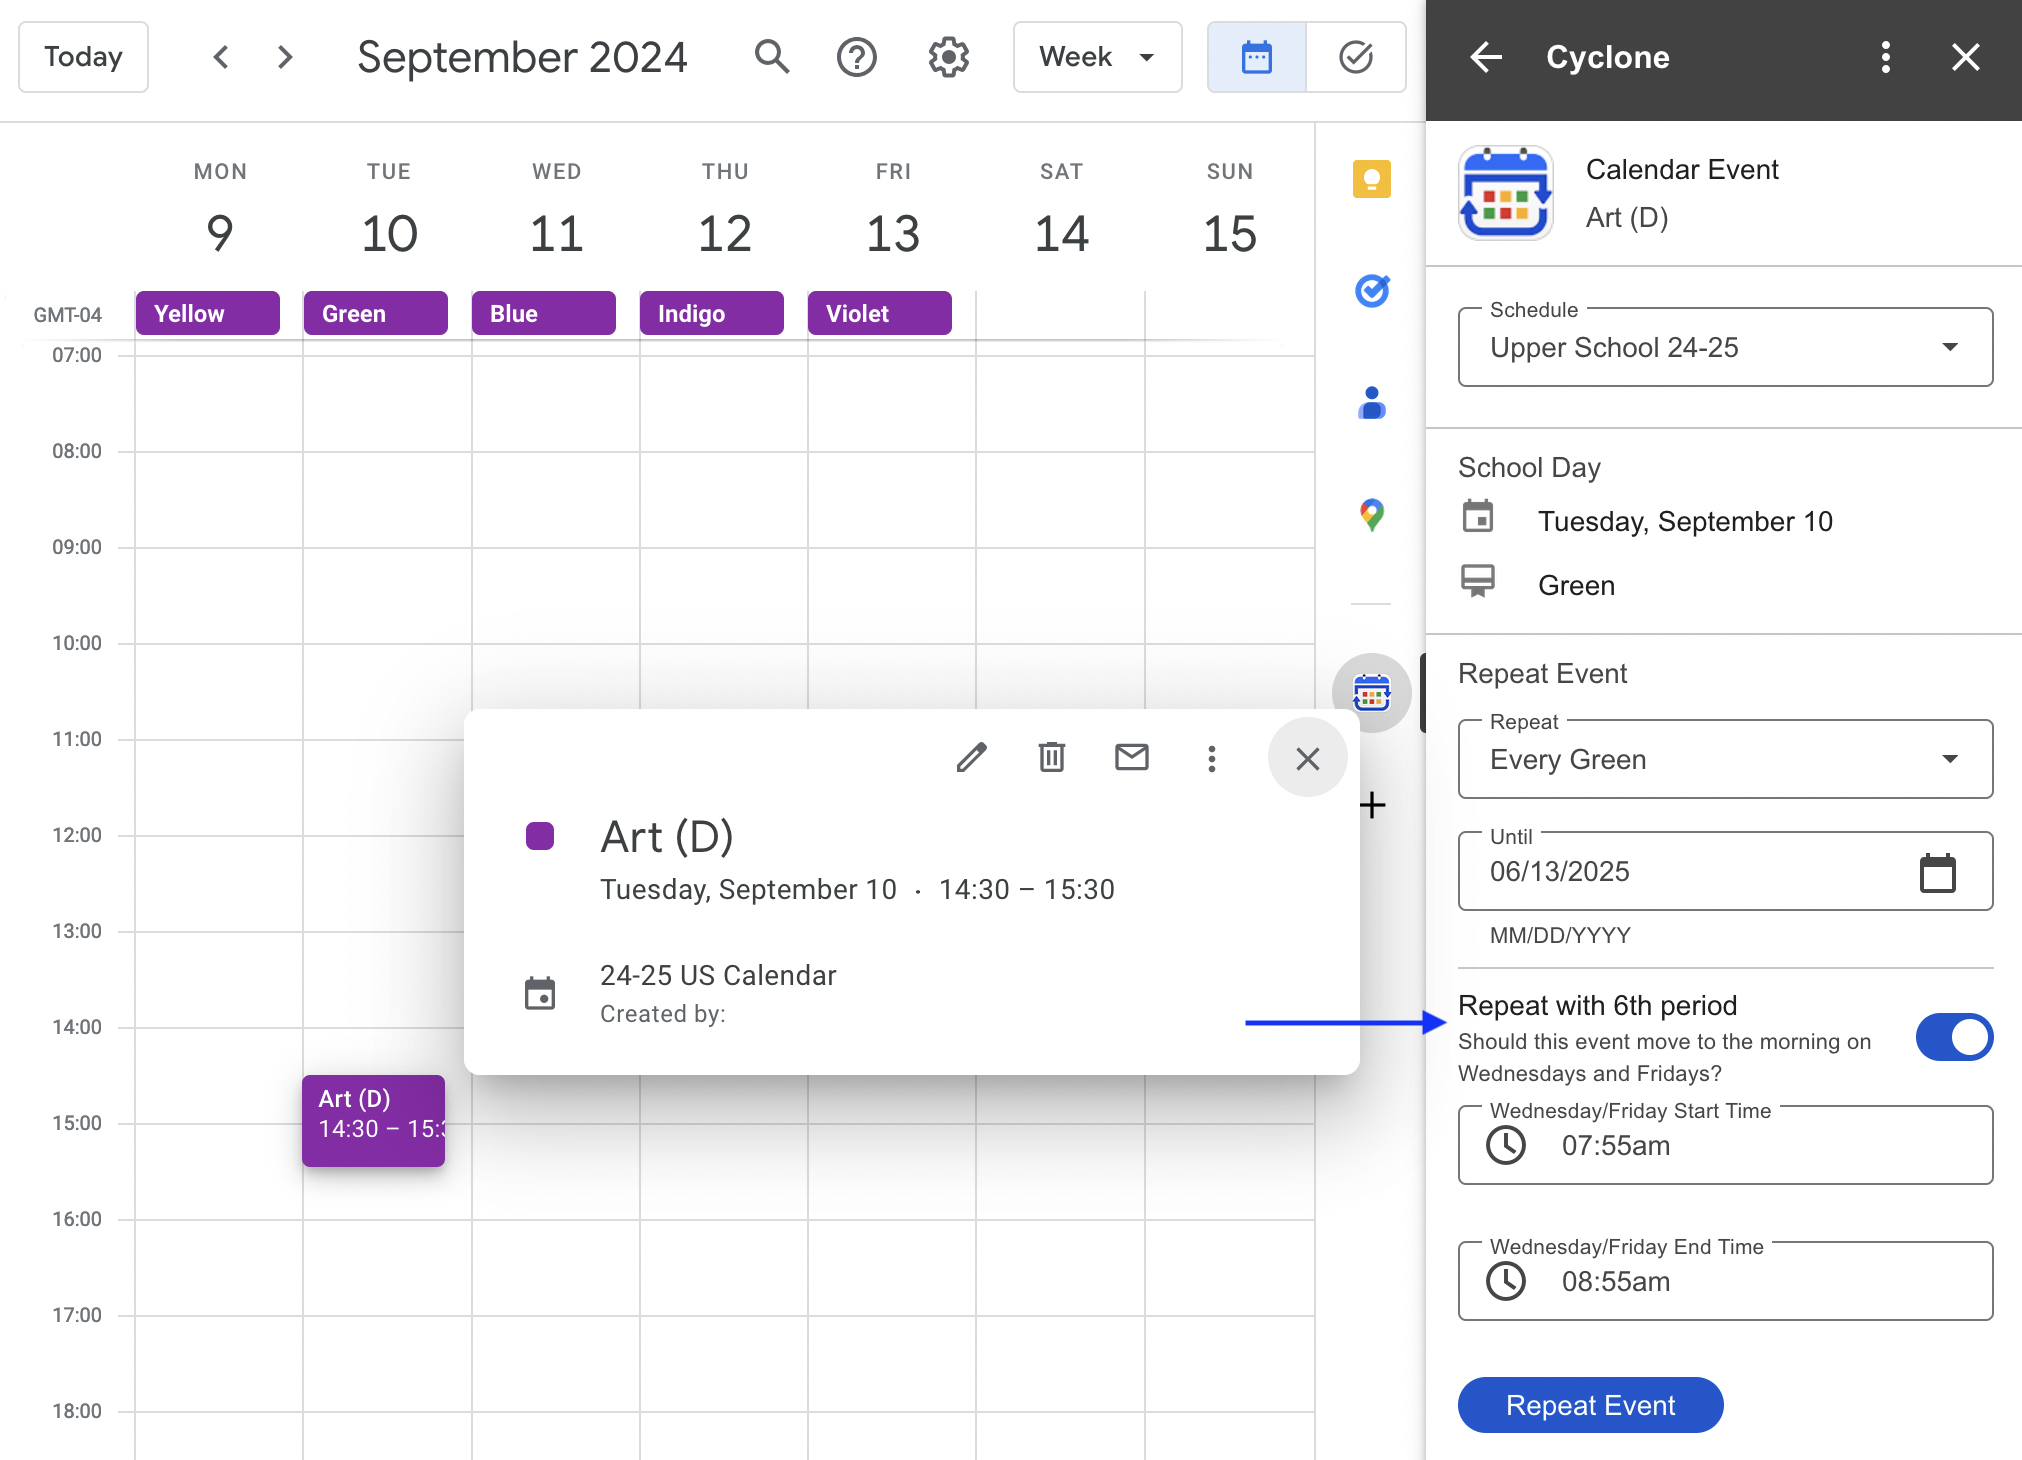 Today
September 2024
Week
MON TUE WED THU FRI SAT SUN
9 10 11 12 13 14 15
GMT-04 Yellow Green Blue Indigo Violet
07:00
08:00
09:00
10:00
11:00
12:00
13:00
14:00
15:00
16:00
17:00
18:00
Art (D)
14:30 – 15:
Art (D)
Tuesday, September 10 · 14:30 – 15:30
24-25 US Calendar
Created by:
Cyclone
Calendar Event
Art (D)
Schedule
Upper School 24-25
School Day
Tuesday, September 10
Green
Repeat Event
Repeat
Every Green
Until
06/13/2025
MM/DD/YYYY
Repeat with 6th period
Should this event move to the morning on
Wednesdays and Fridays?
Wednesday/Friday Start Time
07:55am
Wednesday/Friday End Time
08:55am
Repeat Event